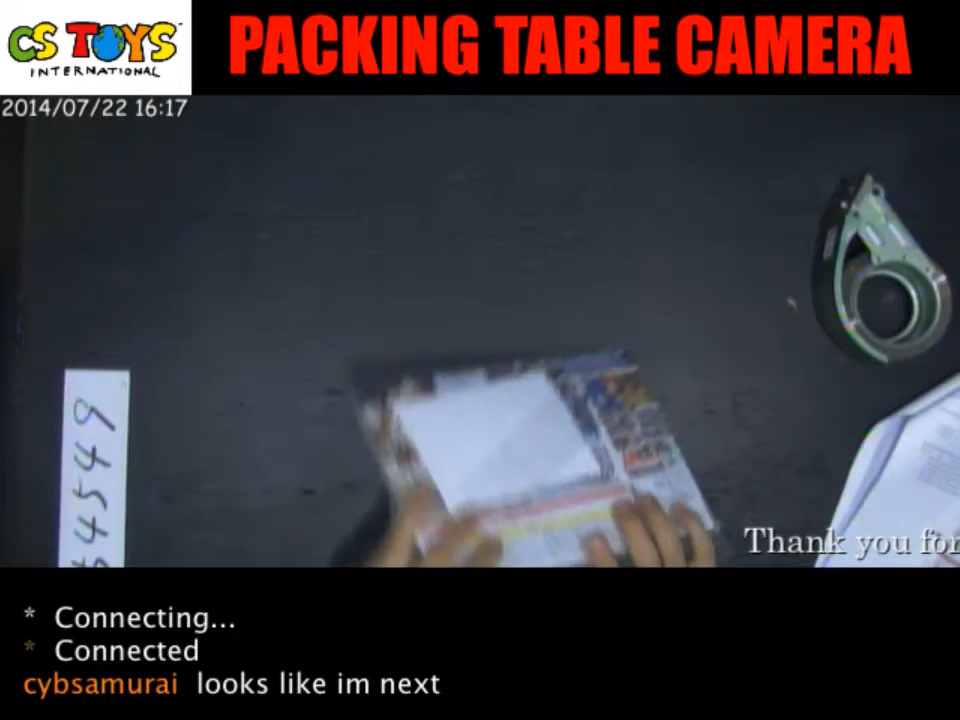 CS TOYS
INTERNATIONAL
PACKING TABLE CAMERA
2014/07/22 16:17
4549
Thank you for
* Connecting...
* Connected
cybsamurai looks like im next